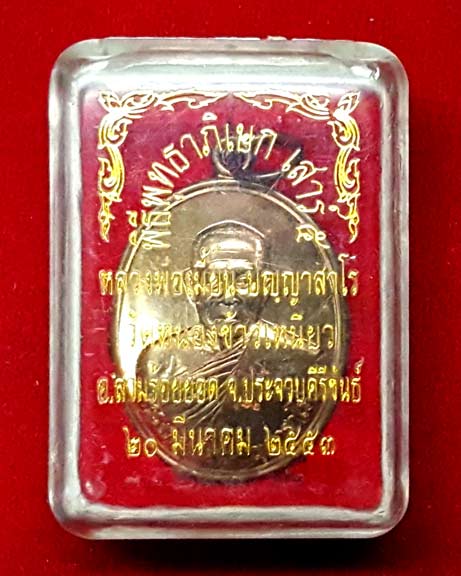 พิธีพุทธาภิเษก เสาร์ ๕
หลวงพ่อเมี้ยน ปญฺญาสาโร
วัดหนองข้าวเหนียว
อ.สามร้อยยอด จ.ประจวบคีรีขันธ์
๒๐ มีนาคม ๒๕๕๓